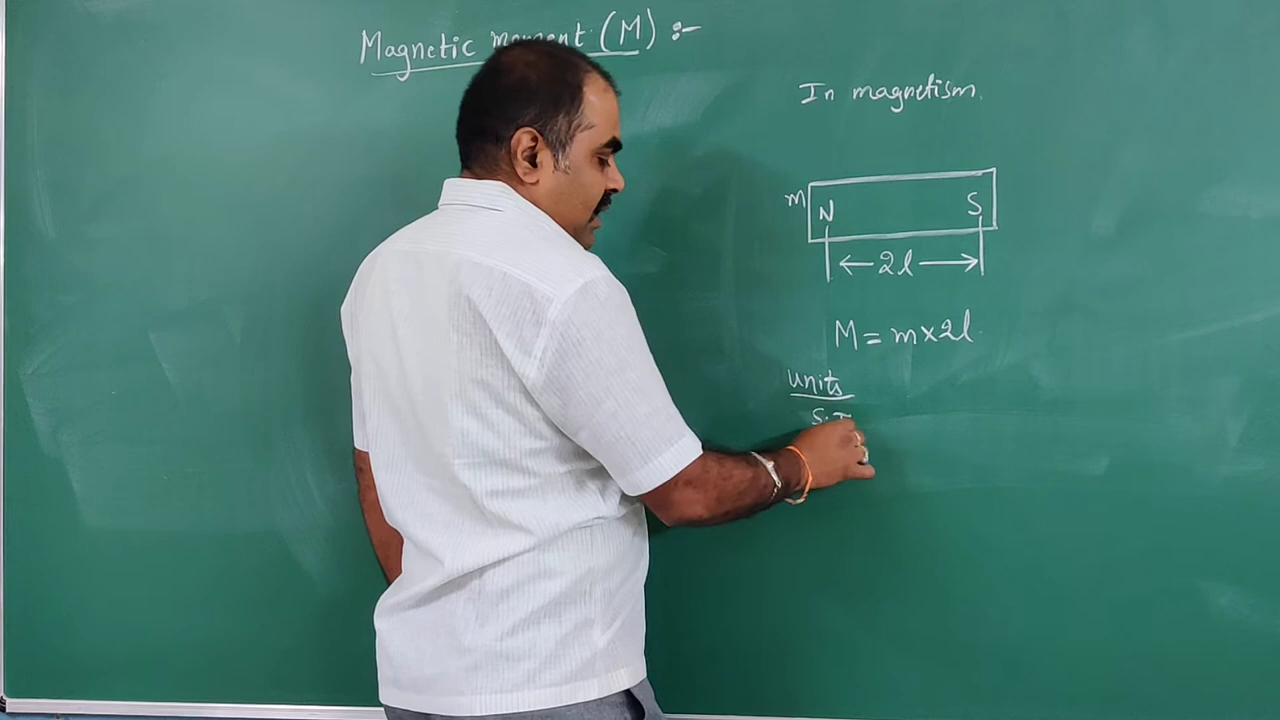 Magnetic moment (M) :-
In magnetism.
m N S
2l
M = m×2l.
Units
S.I